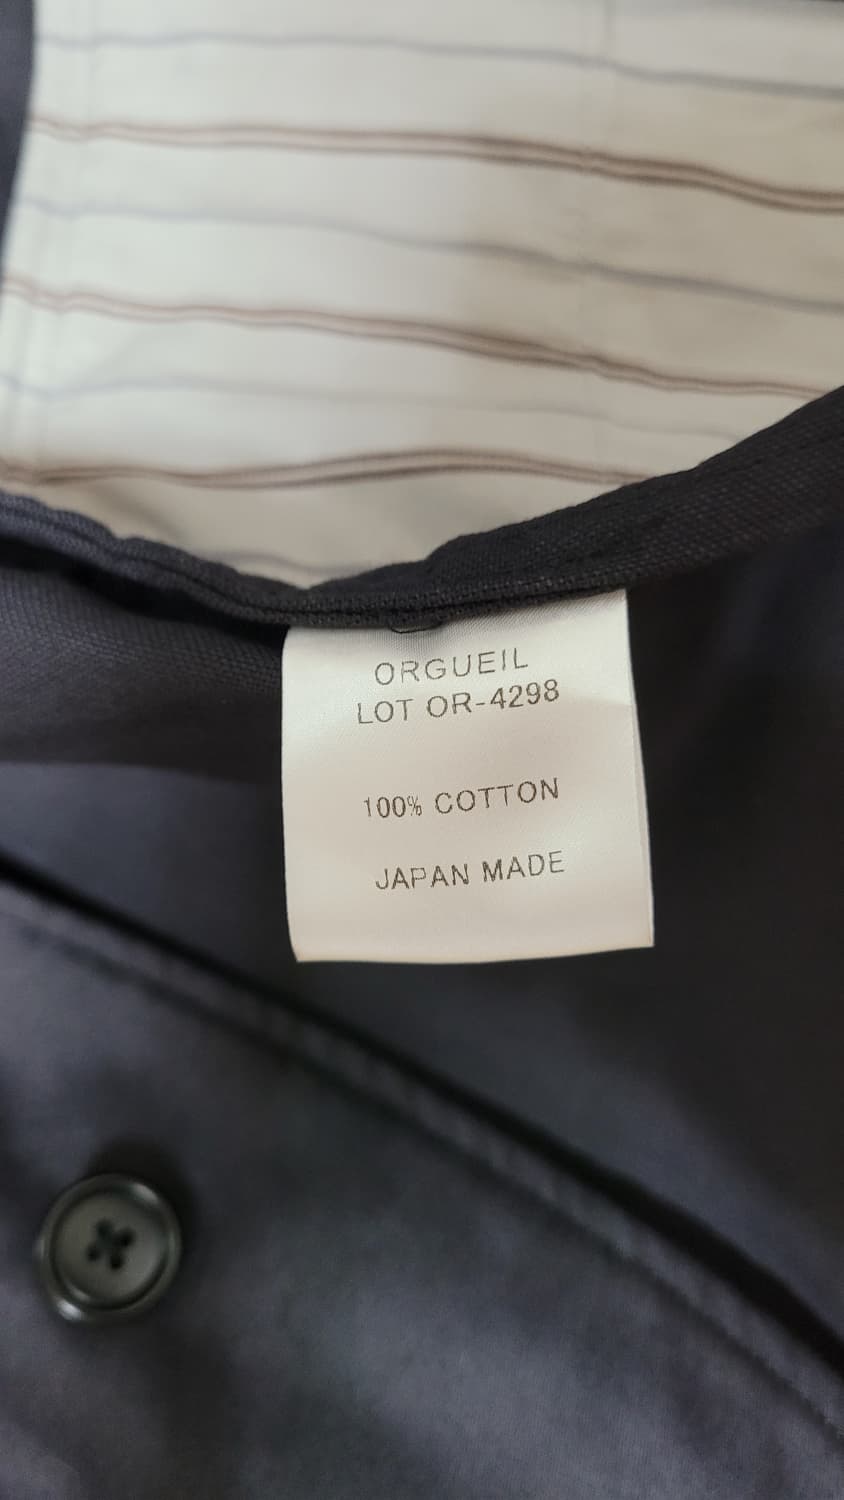 ORGUEIL
LOT OR-4298
100% COTTON
JAPAN MADE